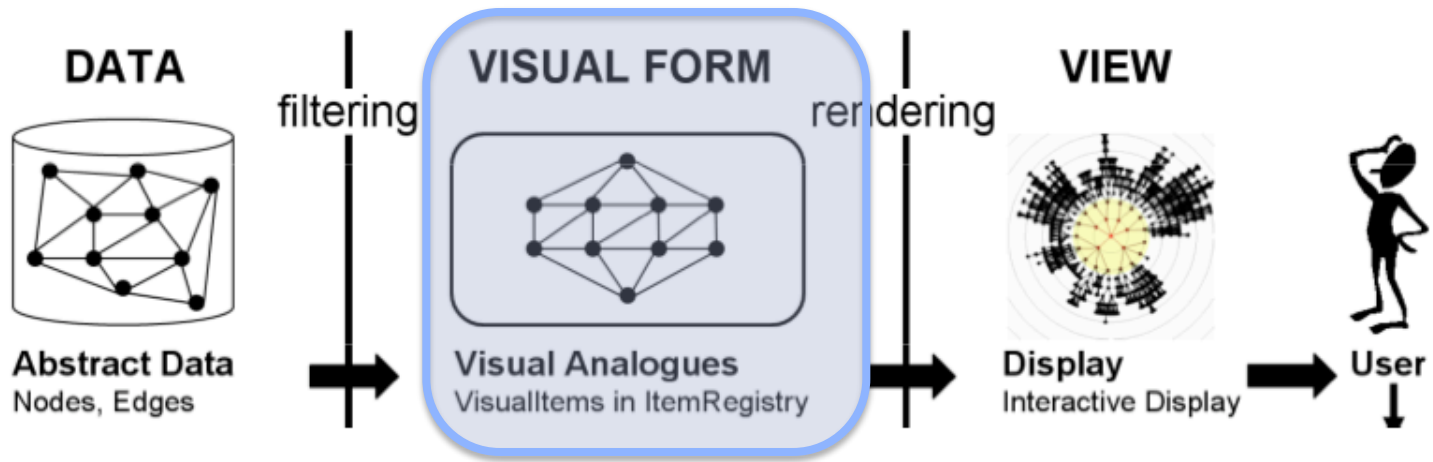 DATA
filtering
VISUAL FORM
rendering
VIEW
Abstract Data
Nodes, Edges
Visual Analogues
VisualItems in ItemRegistry
Display
Interactive Display
User